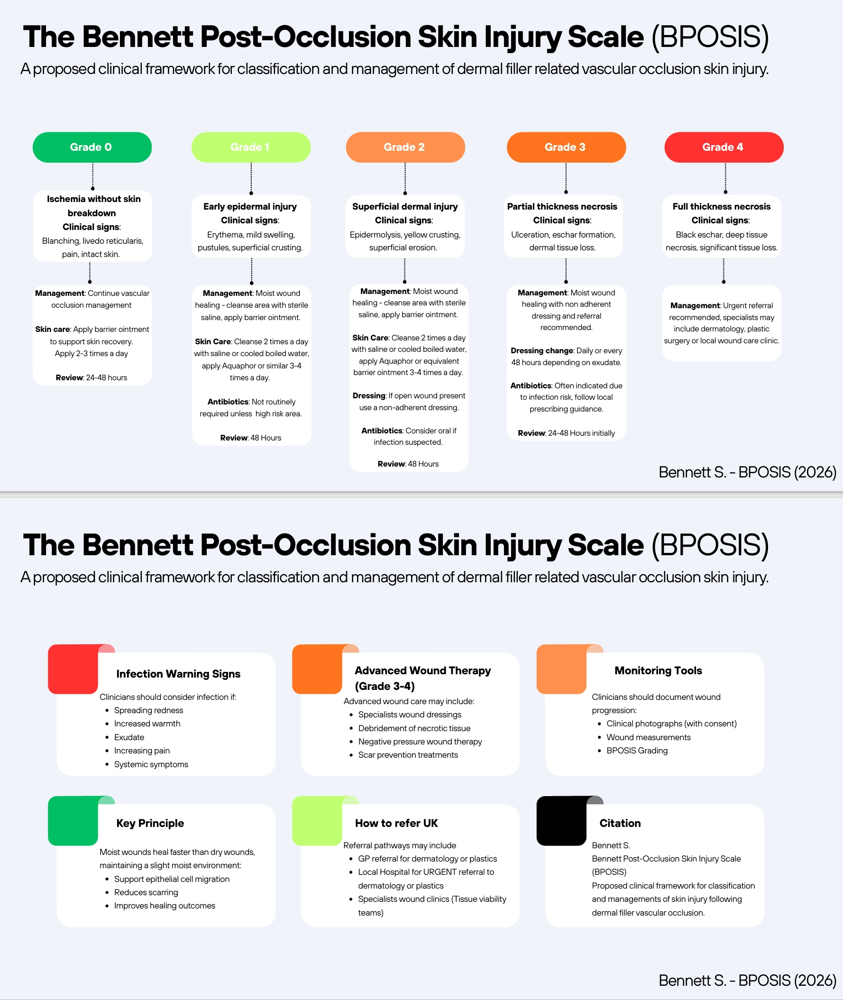 The Bennett Post-Occlusion Skin Injury Scale (BPOSIS)
A proposed clinical framework for classification and management of dermal filler related vascular occlusion skin injury.
Grade 0
Ischemia without skin
breakdown
Clinical signs:
Blanching, livedo reticularis,
pain, intact skin.
Management: Continue vascular
occlusion management
Skin care: Apply barrier ointment
to support skin recovery.
Apply 2-3 times a day
Review: 24-48 hours
Grade 1
Early epidermal injury
Clinical signs:
Erythema, mild swelling,
pustules, superficial crusting.
Management: Moist wound
healing - cleanse area with sterile
saline, apply barrier ointment.
Skin Care: Cleanse 2 times a day
with saline or cooled boiled water,
apply Aquaphor or similar 3-4
times a day.
Antibiotics: Not routinely
required unless  high risk area.
Review: 48 Hours
Grade 2
Superficial dermal injury
Clinical signs:
Epidermolysis, yellow crusting,
superficial erosion.
Management: Moist wound
healing - cleanse area with sterile
saline, apply barrier ointment.
Skin Care: Cleanse 2 times a day
with saline or cooled boiled water,
apply Aquaphor or equivalent
barrier ointment 3-4 times a day.
Dressing: If open wound present
use a non-adherent dressing.
Antibiotics: Consider oral if
infection suspected.
Review: 48 Hours
Grade 3
Partial thickness necrosis
Clinical signs:
Ulceration, eschar formation,
dermal tissue loss.
Management: Moist wound
healing with non adherent
dressing and referral
recommended.
Dressing change: Daily or every
48 hours depending on exudate.
Antibiotics: Often indicated due
to infection risk, follow local
prescribing guidance.
Review: 24-48 Hours initially
Grade 4
Full thickness necrosis
Clinical signs:
Black eschar, deep tissue
necrosis, significant tissue loss.
Management: Urgent referral
recommended, specialists may
include dermatology, plastic
surgery or local wound care clinic.
Bennett S. - BPOSIS (2026)
The Bennett Post-Occlusion Skin Injury Scale (BPOSIS)
A proposed clinical framework for classification and management of dermal filler related vascular occlusion skin injury.
Infection Warning Signs
Clinicians should consider infection if:
• Spreading redness
• Increased warmth
• Exudate
• Increasing pain
• Systemic symptoms
Advanced Wound Therapy
(Grade 3-4)
Advanced wound care may include:
• Specialists wound dressings
• Debridement of necrotic tissue
• Negative pressure wound therapy
• Scar prevention treatments
Monitoring Tools
Clinicians should document wound
progression:
• Clinical photographs (with consent)
• Wound measurements
• BPOSIS Grading
Key Principle
Moist wounds heal faster than dry wounds,
maintaining a slight moist environment:
• Support epithelial cell migration
• Reduces scarring
• Improves healing outcomes
How to refer UK
Referral pathways may include
• GP referral for dermatology or plastics
• Local Hospital for URGENT referral to
dermatology or plastics
• Specialists wound clinics (Tissue viability
teams)
Citation
Bennett S.
Bennett Post-Occlusion Skin Injury Scale
(BPOSIS)
Proposed clinical framework for classification
and managements of skin injury following
dermal filler vascular occlusion.
Bennett S. - BPOSIS (2026)